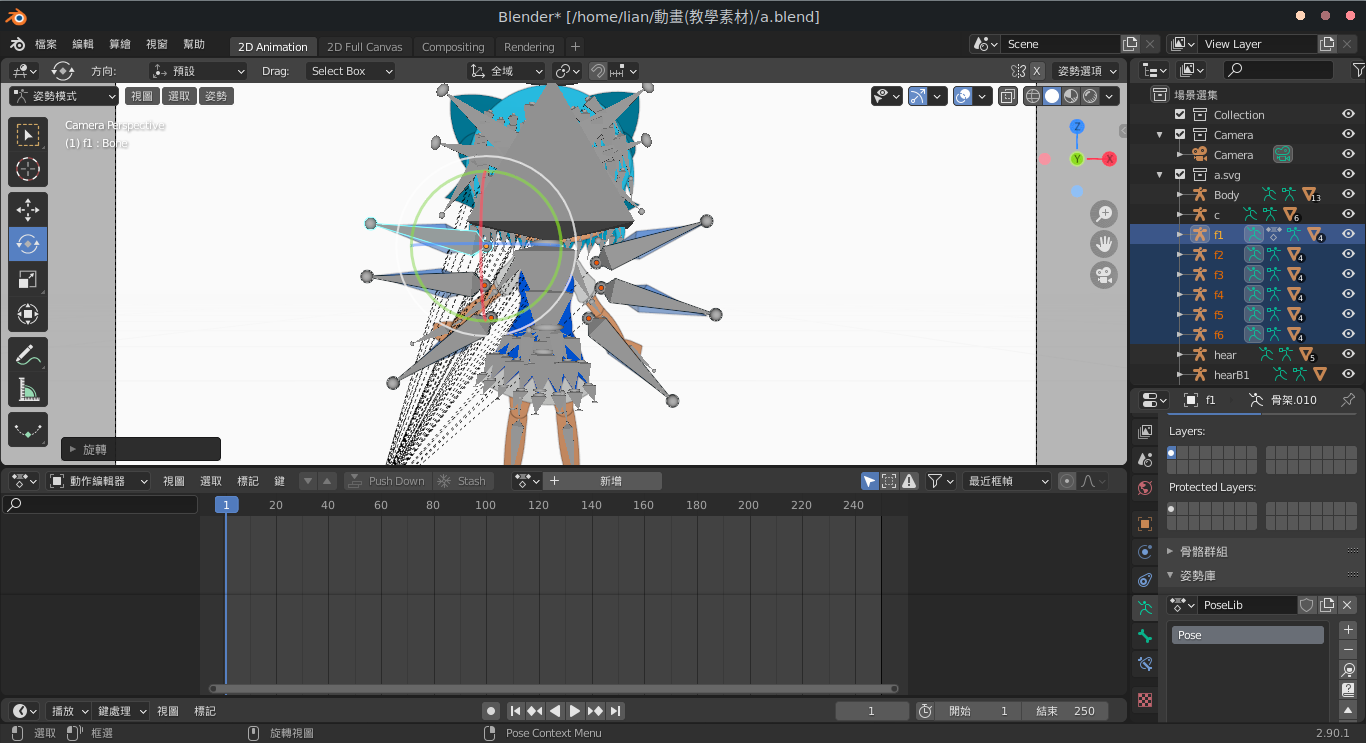 Blender* [/home/lian/動畫(教學素材)/a.blend]
檔案 編輯 算繪 視窗 幫助 2D Animation 2D Full Canvas Compositing Rendering + Scene View Layer
方向: 預設 Drag: Select Box 全域 X 姿勢選項
姿勢模式 視圖 選取 姿勢
Camera Perspective
(1) f1 : Bone
Z
Y
X
旋轉
場景選集
Collection
Camera
Camera
a.svg
Body 13
c 6
f1 4
f2 4
f3 4
f4 4
f5 4
f6 4
hear 5
hearB1
f1 骨架.010
Layers:
Protected Layers:
骨骼群組
姿勢庫
PoseLib
Pose
動作編輯器 視圖 選取 標記 鍵 Push Down Stash 新增 最近框幀
1 20 40 60 80 100 120 140 160 180 200 220 240
播放 鍵處理 視圖 標記 1 開始 1 結束 250
選取 框選 旋轉視圖 Pose Context Menu 2.90.1